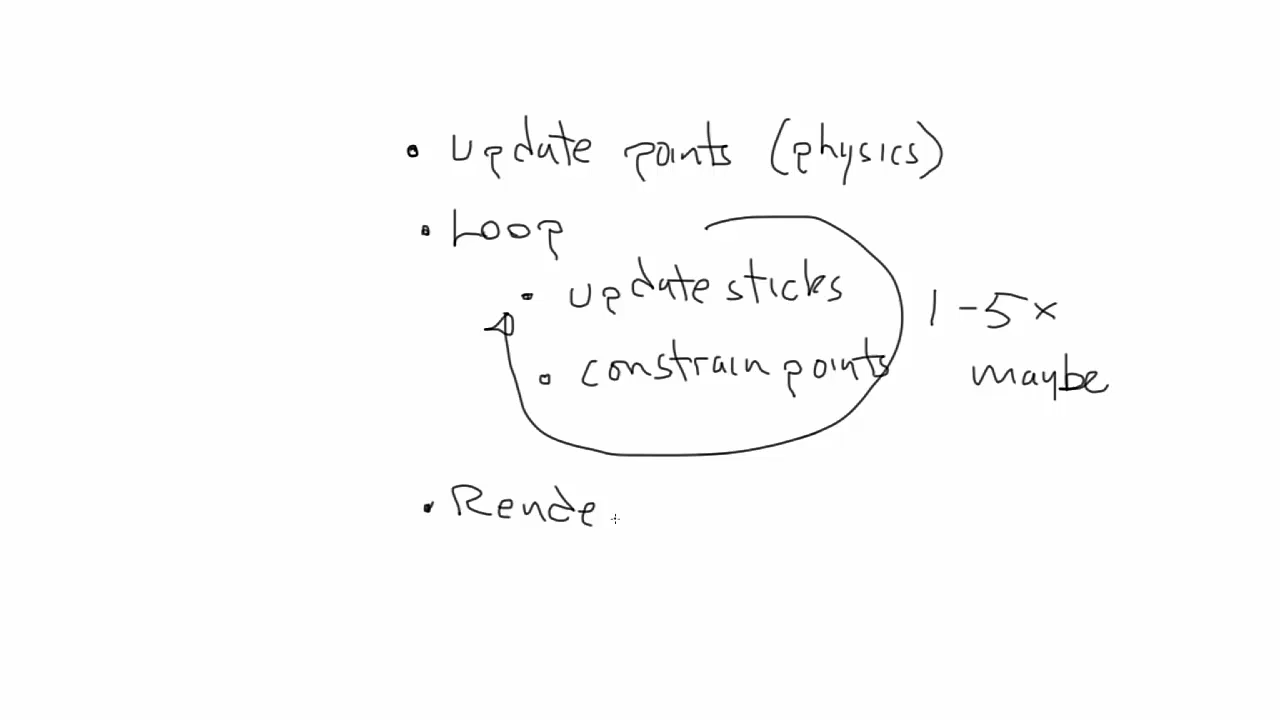 • update points (physics)
• Loop
• update sticks
1-5x
• constrain points
maybe
• Rende